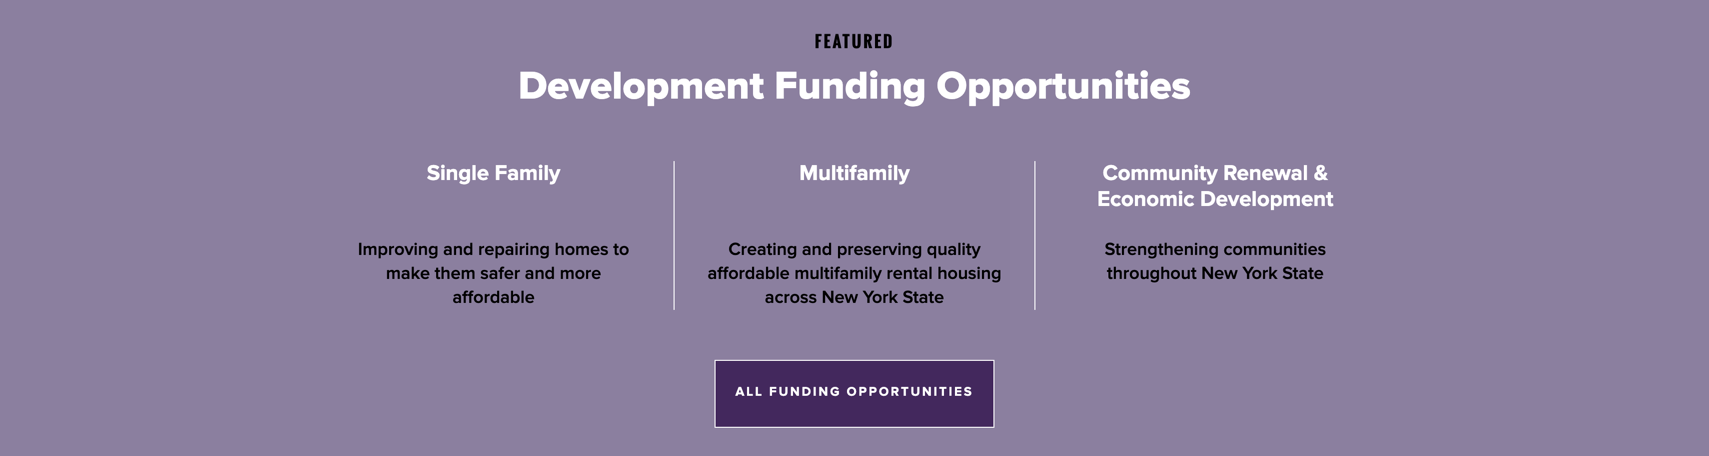 FEATURED
Development Funding Opportunities
Single Family
Improving and repairing homes to
make them safer and more
affordable
Multifamily
Creating and preserving quality
affordable multifamily rental housing
across New York State
Community Renewal &
Economic Development
Strengthening communities
throughout New York State
ALL FUNDING OPPORTUNITIES